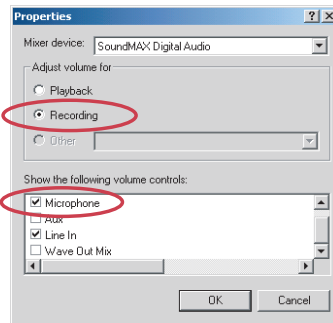 Properties
Mixer device: SoundMAX Digital Audio
Adjust volume for
Playback
Recording
Other
Show the following volume controls:
Microphone
Aux
Line In
Wave Out Mix
OK Cancel